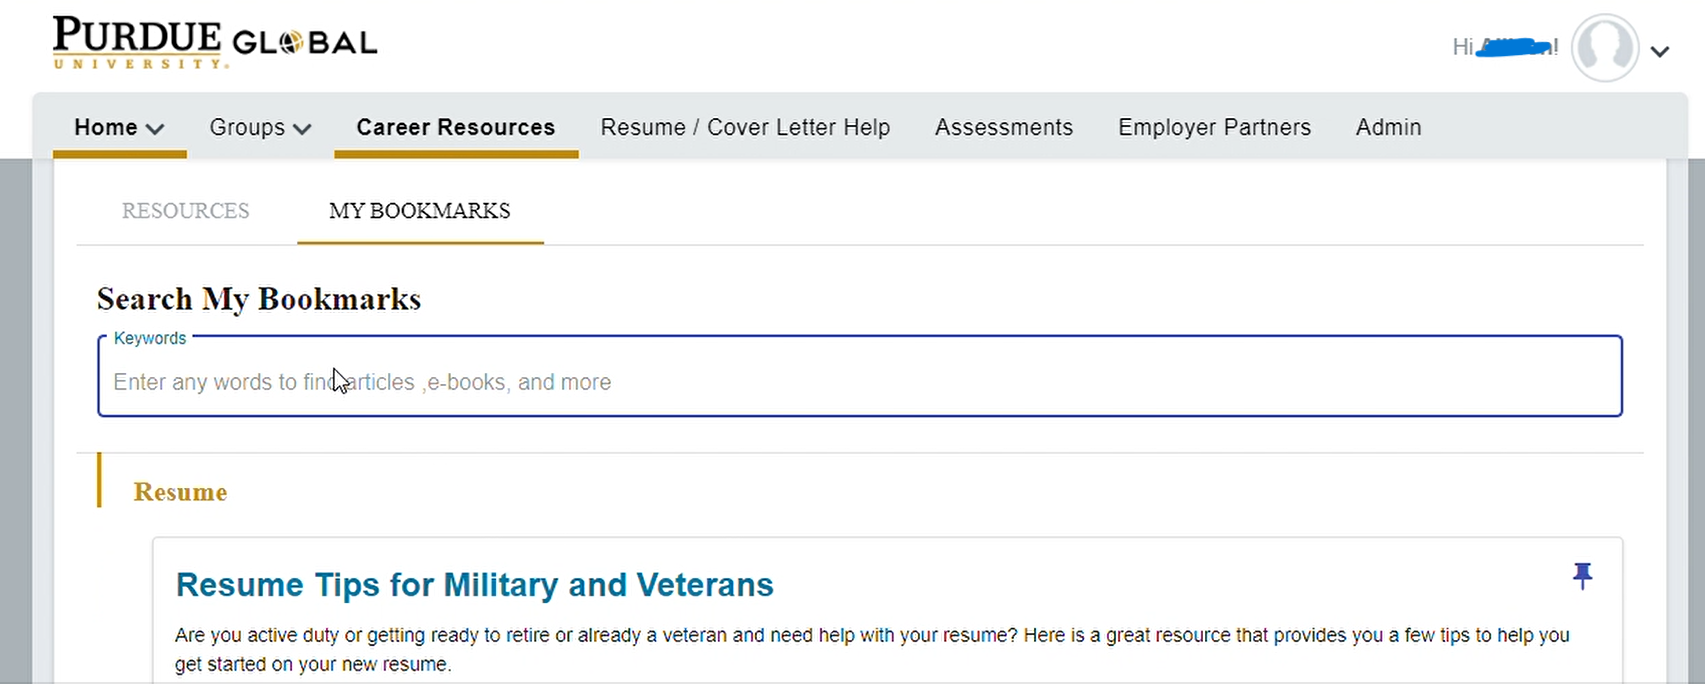 PURDUE GLOBAL
UNIVERSITY.
Hi !
Home Groups Career Resources Resume / Cover Letter Help Assessments Employer Partners Admin
RESOURCES MY BOOKMARKS
Search My Bookmarks
Keywords
Enter any words to find articles ,e-books, and more
Resume
Resume Tips for Military and Veterans
Are you active duty or getting ready to retire or already a veteran and need help with your resume? Here is a great resource that provides you a few tips to help you
get started on your new resume.